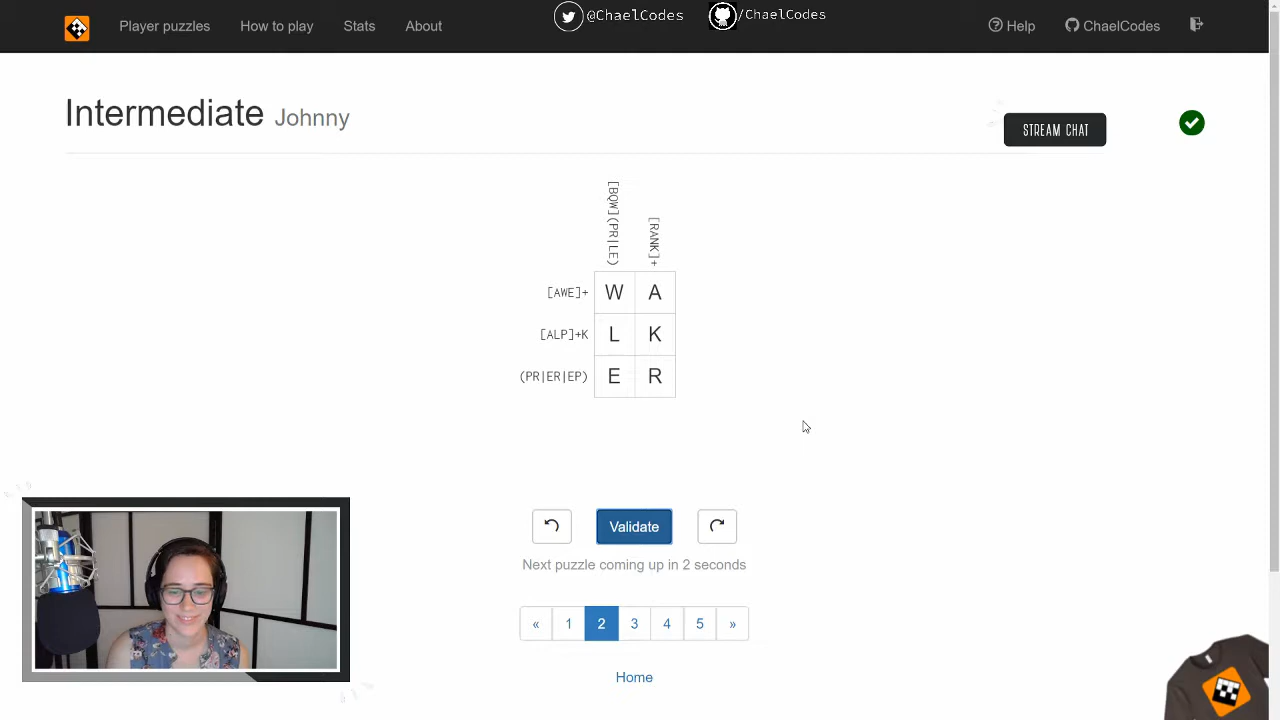 Player puzzles How to play Stats About @ChaelCodes /ChaelCodes Help ChaelCodes
Intermediate Johnny
STREAM CHAT
[BQW](PR|LE)
[RANK]+
[AWE]+ W A
[ALP]+K L K
(PR|ER|EP) E R
Validate
Next puzzle coming up in 2 seconds
« 1 2 3 4 5 »
Home